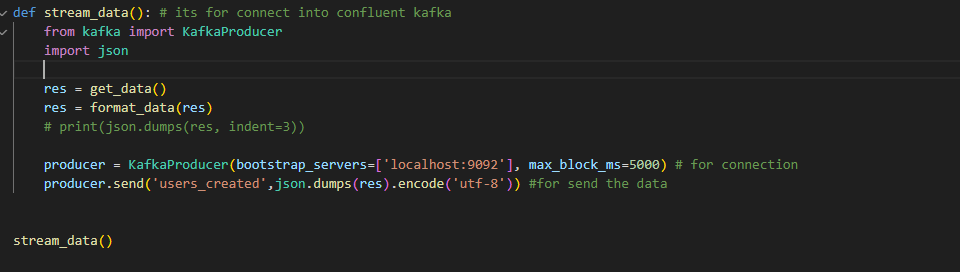 def stream_data(): # its for connect into confluent kafka
    from kafka import KafkaProducer
    import json

    res = get_data()
    res = format_data(res)
    # print(json.dumps(res, indent=3))

    producer = KafkaProducer(bootstrap_servers=['localhost:9092'], max_block_ms=5000) # for connection
    producer.send('users_created',json.dumps(res).encode('utf-8')) #for send the data


stream_data()